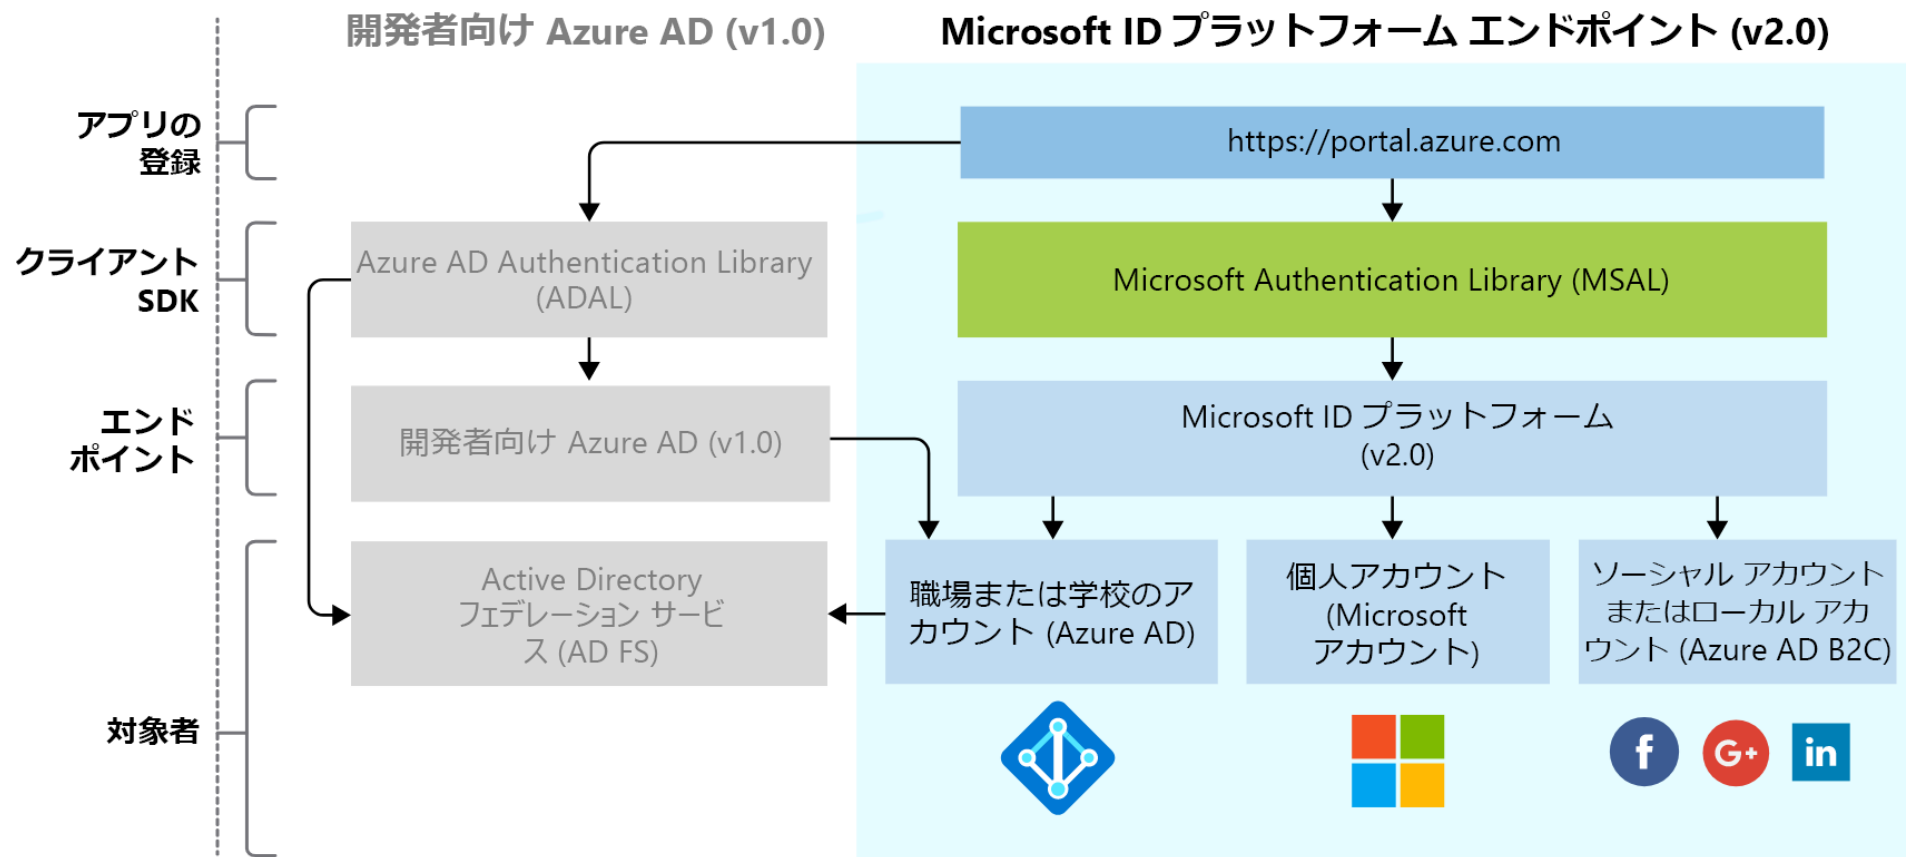 開発者向け Azure AD (v1.0)
Microsoft ID プラットフォーム エンドポイント (v2.0)
アプリの
登録
https://portal.azure.com
クライアント
SDK
Azure AD Authentication Library
(ADAL)
Microsoft Authentication Library (MSAL)
エンド
ポイント
開発者向け Azure AD (v1.0)
Microsoft ID プラットフォーム
(v2.0)
対象者
Active Directory
フェデレーション サービ
ス (AD FS)
職場または学校のア
カウント (Azure AD)
個人アカウント
(Microsoft
アカウント)
ソーシャル アカウント
またはローカル アカ
ウント (Azure AD B2C)
f
G+
in